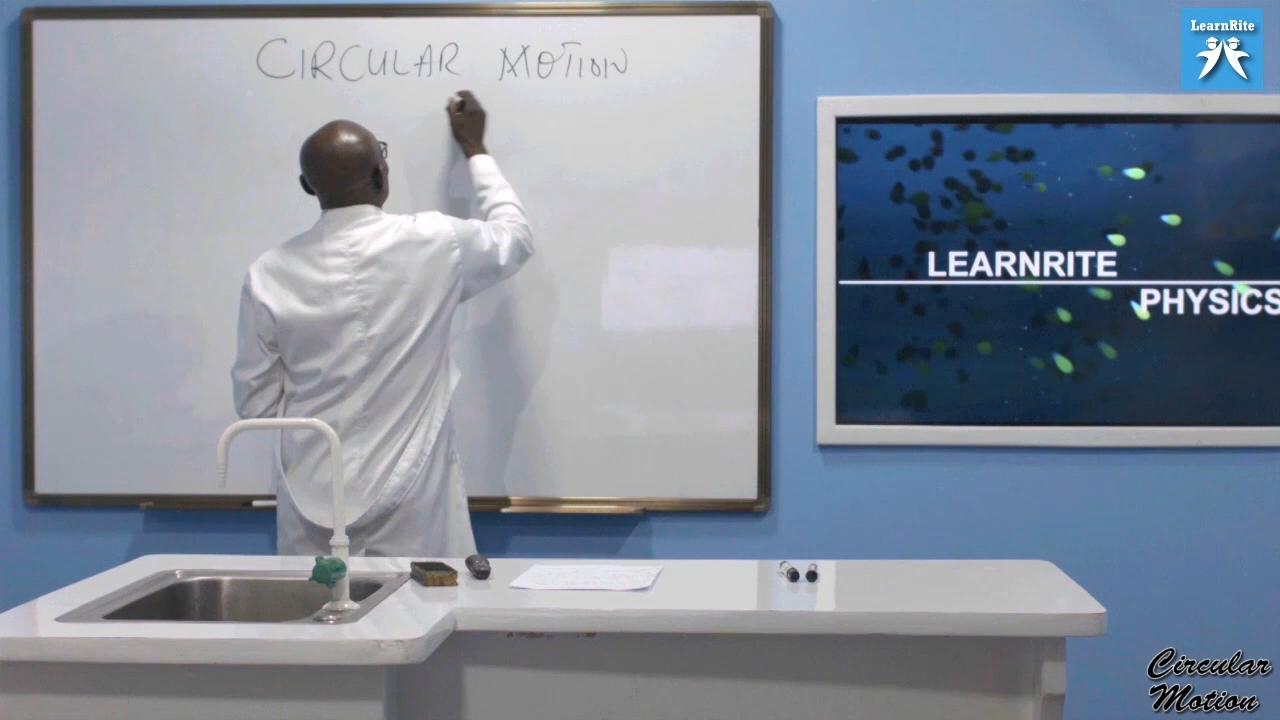 CIRCULAR MOTION
LearnRite
LEARNRITE
PHYSICS
Circular
Motion